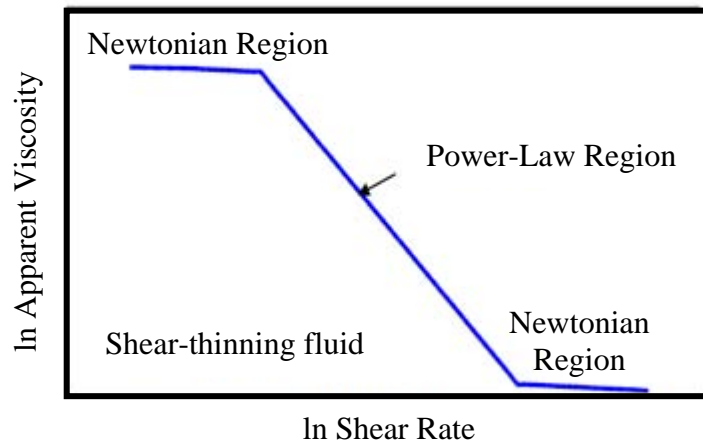 Newtonian Region
Power-Law Region
ln Apparent Viscosity
Newtonian
Region
Shear-thinning fluid
ln Shear Rate